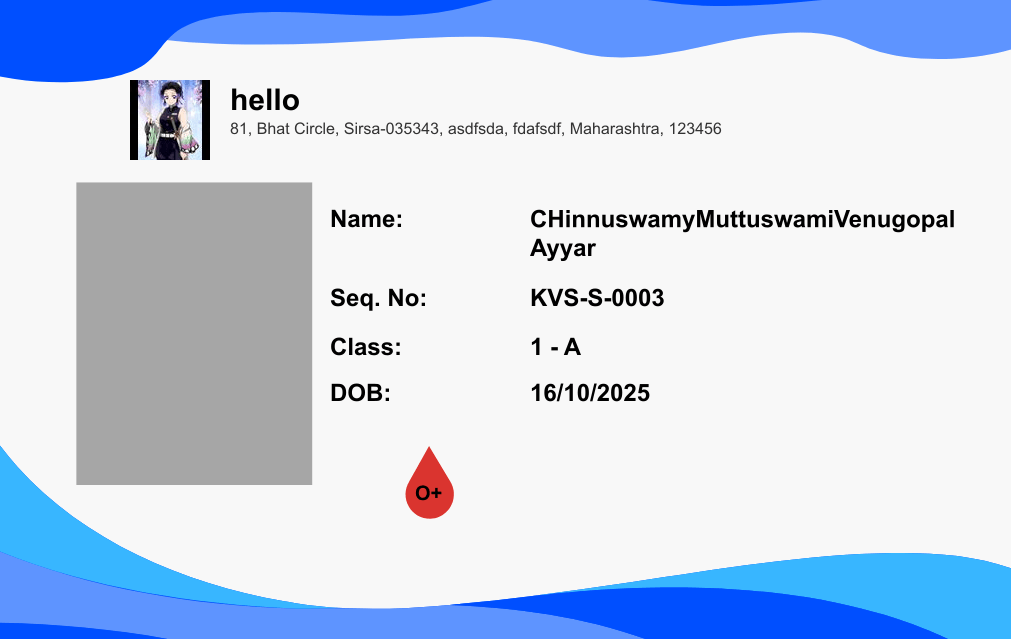 hello
81, Bhat Circle, Sirsa-035343, asdfsda, fdafsdf, Maharashtra, 123456
Name: CHinnuswamyMuttuswamiVenugopal
Ayyar
Seq. No: KVS-S-0003
Class: 1 - A
DOB: 16/10/2025
O+